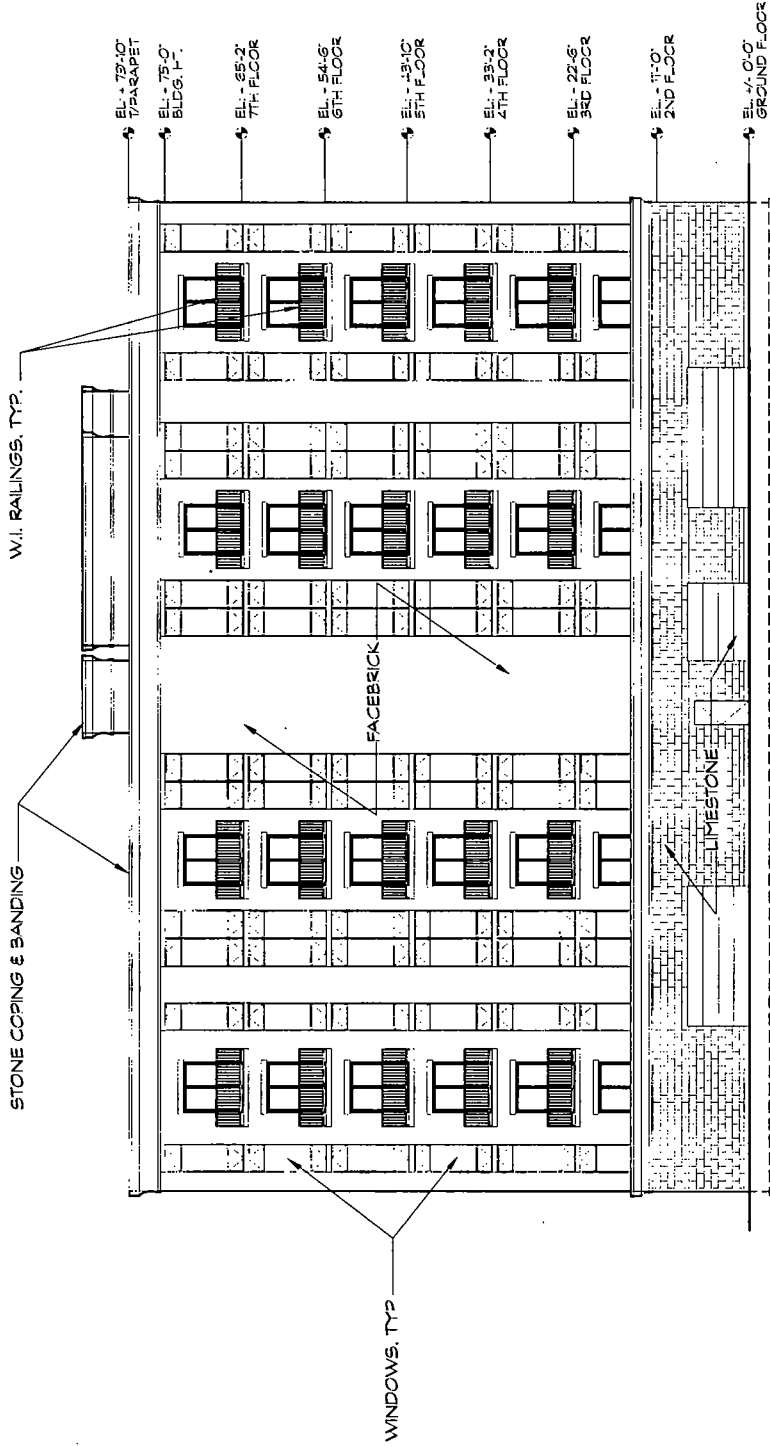 W.I. RAILINGS, TYP.
STONE COPING & BANDING
WINDOWS, TYP
FACEBRICK
LIMESTONE
EL: + 79'-10"
T/PARAPET
EL: + 75'-0"
BLDG. HT.
EL: + 65'-2"
7TH FLOOR
EL: + 54'-6"
6TH FLOOR
EL: + 43'-10"
5TH FLOOR
EL: + 33'-2"
4TH FLOOR
EL: + 22'-6"
3RD FLOOR
EL: + 11'-0"
2ND FLOOR
EL: +/- 0'-0"
GROUND FLOOR